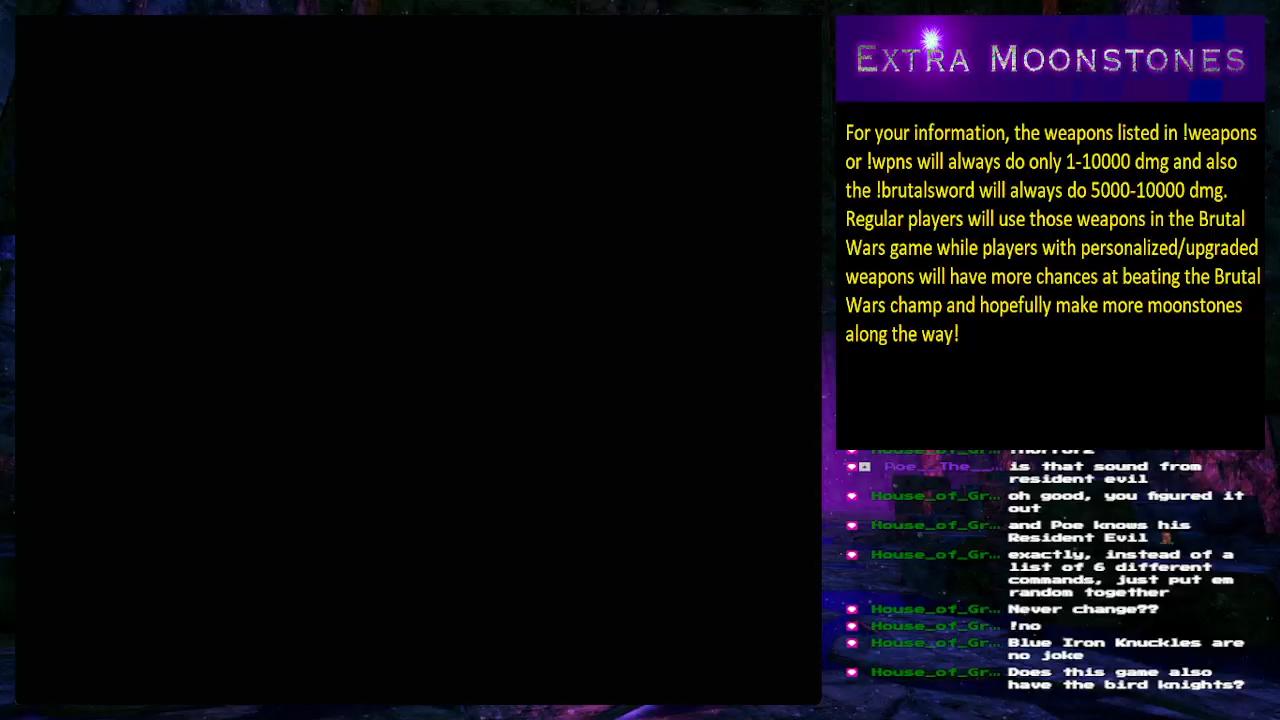 Extra Moonstones
For your information, the weapons listed in !weapons
or !wpns will always do only 1-10000 dmg and also
the !brutalsword will always do 5000-10000 dmg.
Regular players will use those weapons in the Brutal
Wars game while players with personalized/upgraded
weapons will have more chances at beating the Brutal
Wars champ and hopefully make more moonstones
along the way!
Poe__The__... is that sound from
resident evil
House_of_Gr... oh good, you figured it
out
House_of_Gr... and Poe knows his
Resident Evil
House_of_Gr... exactly, instead of a
list of 6 different
commands, just put em
random together
House_of_Gr... Never change??
House_of_Gr... !no
House_of_Gr... Blue Iron Knuckles are
no joke
House_of_Gr... Does this game also
have the bird knights?